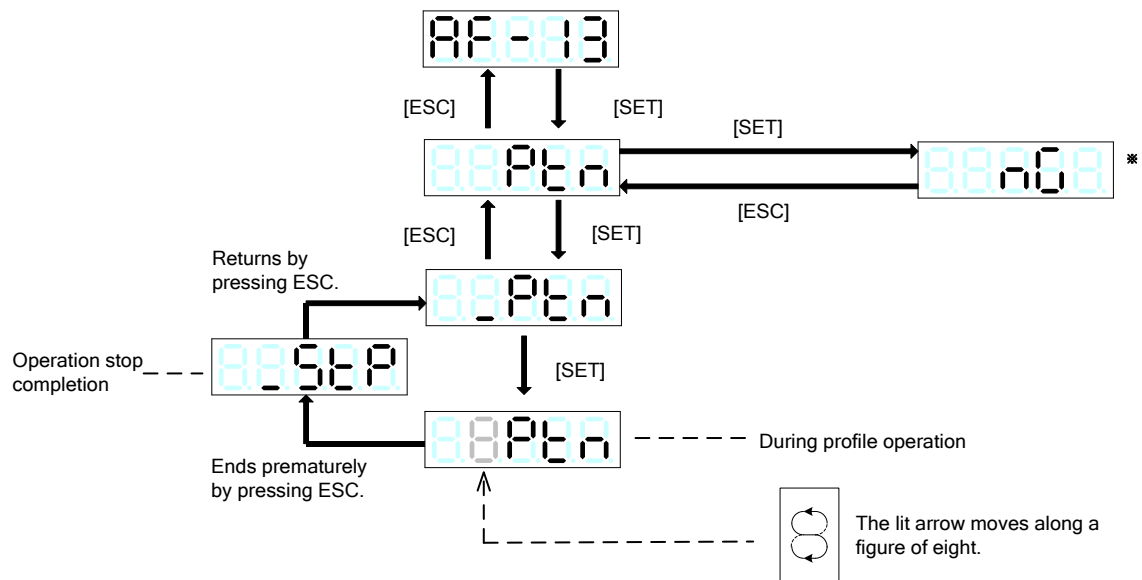 AF-13
[ESC]
[SET]
[SET]
Ptn
nG
※
[ESC]
[ESC]
[SET]
Returns by
pressing ESC.
_Ptn
Operation stop
completion
_StP
[SET]
Ptn
During profile operation
Ends prematurely
by pressing ESC.
The lit arrow moves along a
figure of eight.